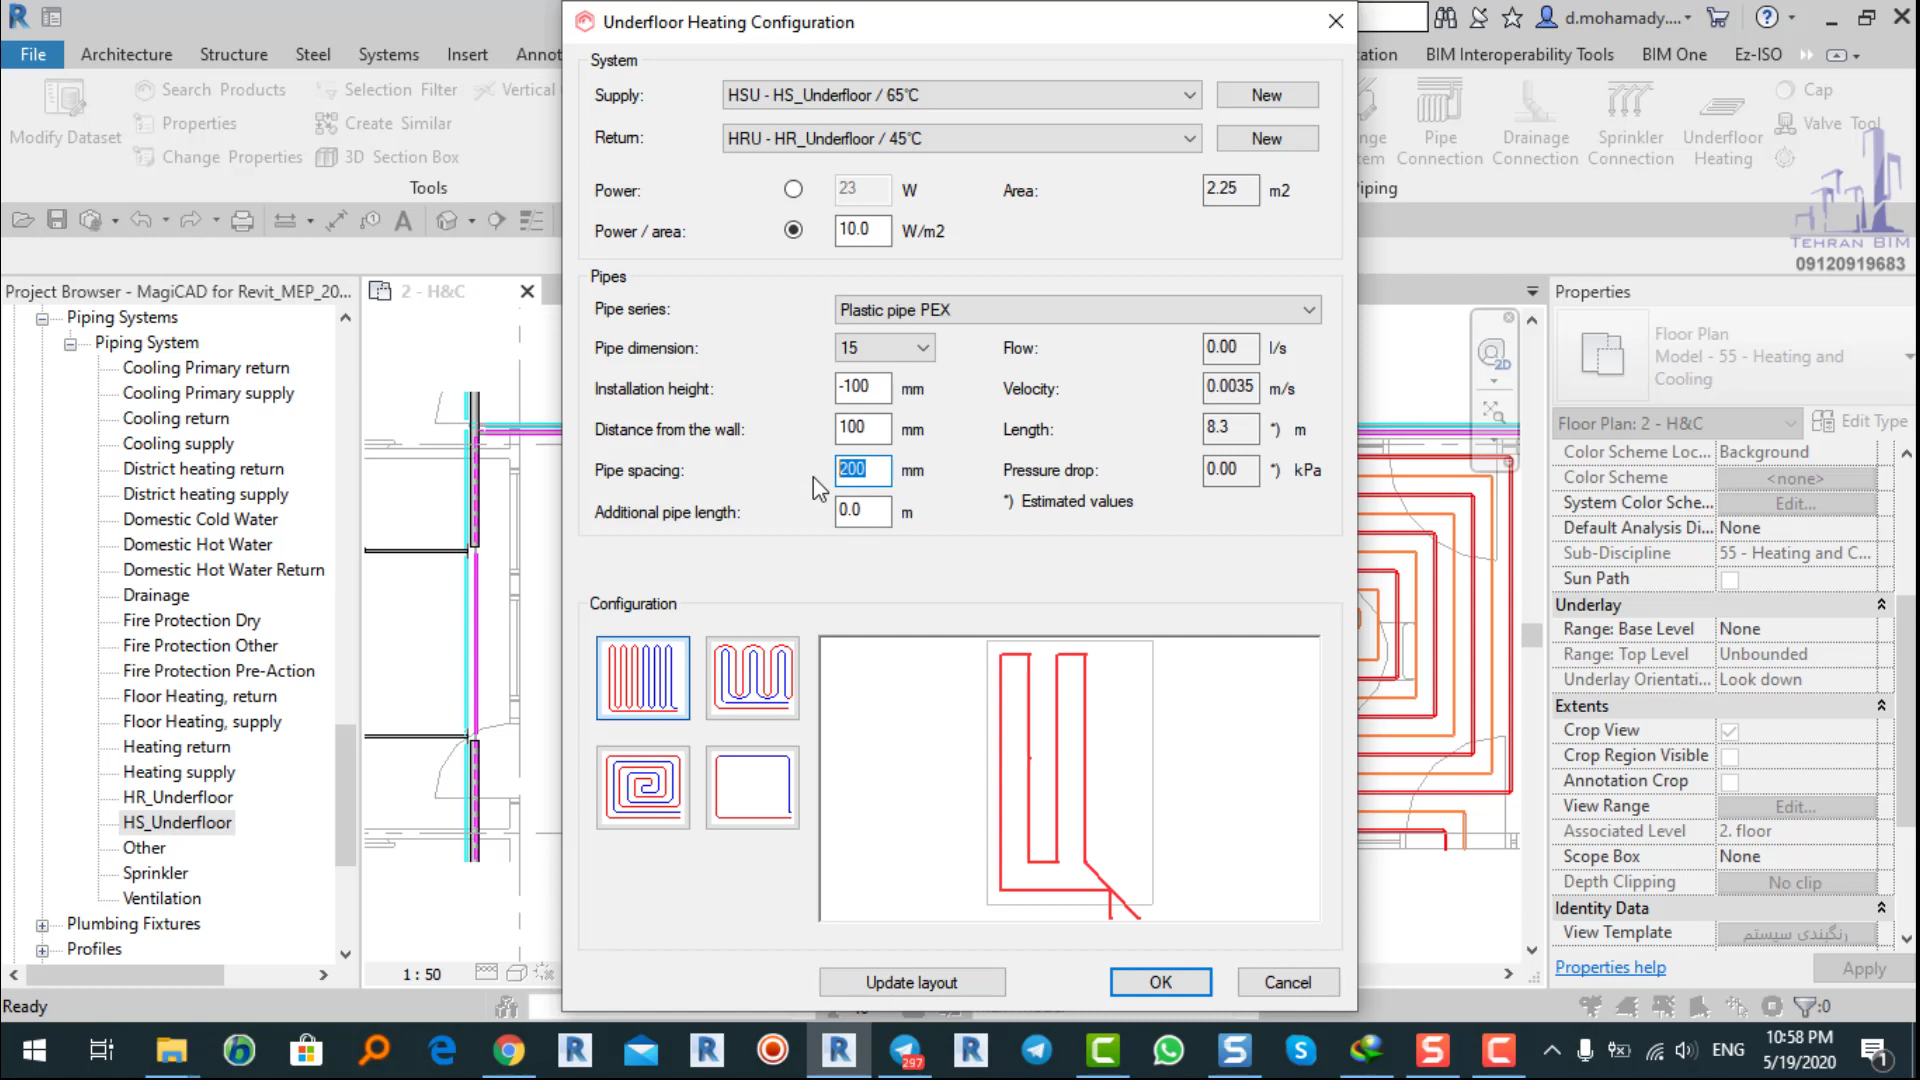 Underfloor Heating Configuration
d.mohamady....
File
Architecture
Structure
Steel
Systems
Insert
BIM Interoperability Tools
BIM One
Ez-ISO
Modify Dataset
Search Products
Properties
Change Properties
Selection Filter
Create Similar
3D Section Box
Vertical
Tools
Pipe Connection
Drainage Connection
Sprinkler Connection
Underfloor Heating
Cap
Valve Tool
TEHRAN BIM
09120919683
System
Supply:
HSU - HS_Underfloor / 65°C
New
Return:
HRU - HR_Underfloor / 45°C
New
Power:
23
W
Area:
2.25
m2
Power / area:
10.0
W/m2
Pipes
Pipe series:
Plastic pipe PEX
Pipe dimension:
15
Flow:
0.00
l/s
Installation height:
-100
mm
Velocity:
0.0035
m/s
Distance from the wall:
100
mm
Length:
8.3
*) m
Pipe spacing:
200
mm
Pressure drop:
0.00
*) kPa
Additional pipe length:
0.0
m
*) Estimated values
Configuration
Update layout
OK
Cancel
Project Browser - MagiCAD for Revit_MEP_20...
2 - H&C
Piping Systems
Piping System
Cooling Primary return
Cooling Primary supply
Cooling return
Cooling supply
District heating return
District heating supply
Domestic Cold Water
Domestic Hot Water
Domestic Hot Water Return
Drainage
Fire Protection Dry
Fire Protection Other
Fire Protection Pre-Action
Floor Heating, return
Floor Heating, supply
Heating return
Heating supply
HR_Underfloor
HS_Underfloor
Other
Sprinkler
Ventilation
Plumbing Fixtures
Profiles
1 : 50
Properties
Floor Plan
Model - 55 - Heating and
Cooling
Floor Plan: 2 - H&C
Edit Type
Color Scheme Loc... Background
Color Scheme <none>
System Color Sche... Edit...
Default Analysis Di... None
Sub-Discipline 55 - Heating and C...
Sun Path
Underlay
Range: Base Level None
Range: Top Level Unbounded
Underlay Orientati... Look down
Extents
Crop View
Crop Region Visible
Annotation Crop
View Range Edit...
Associated Level 2. floor
Scope Box None
Depth Clipping No clip
Identity Data
View Template رنگبندی سیستم
Properties help
Apply
Ready
:0
297
ENG
10:58 PM
5/19/2020
1